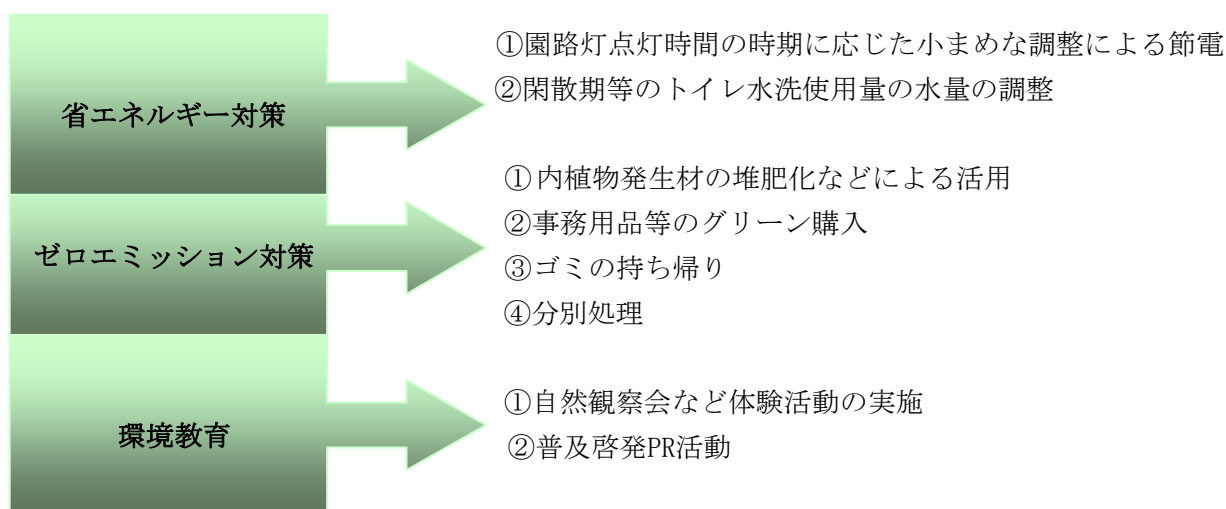 省エネルギー対策
①園路灯点灯時間の時期に応じた小まめな調整による節電
②閑散期等のトイレ水洗使用量の水量の調整
ゼロエミッション対策
①内植物発生材の堆肥化などによる活用
②事務用品等のグリーン購入
③ゴミの持ち帰り
④分別処理
環境教育
①自然観察会など体験活動の実施
②普及啓発PR活動